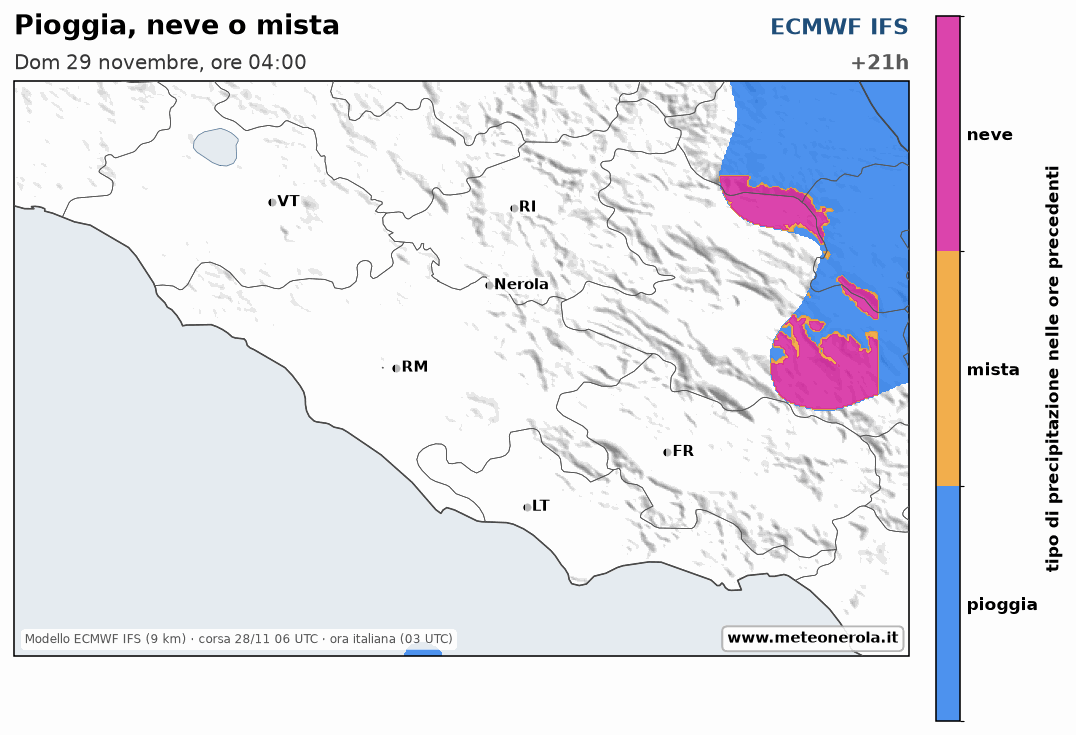 Pioggia, neve o mista
ECMWF IFS
Dom 29 novembre, ore 04:00
+21h
neve
VT
RI
Nerola
mista
RM
FR
LT
pioggia
tipo di precipitazione nelle ore precedenti
Modello ECMWF IFS (9 km) · corsa 28/11 06 UTC · ora italiana (03 UTC)
www.meteonerola.it